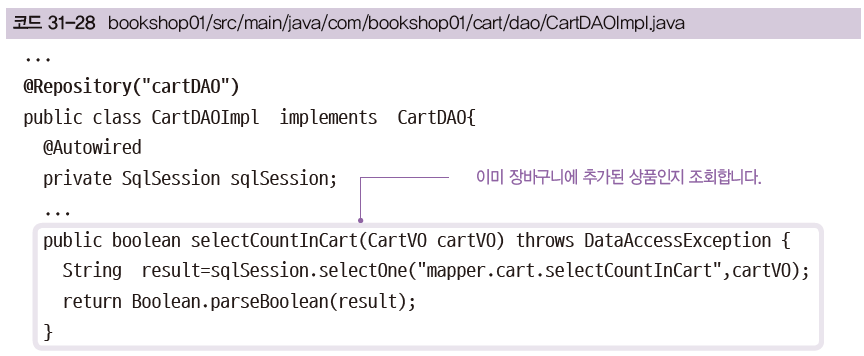 코드 31-28 bookshop01/src/main/java/com/bookshop01/cart/dao/CartDAOImpl.java
...
@Repository("cartDAO")
public class CartDAOImpl  implements  CartDAO{
  @Autowired
  private SqlSession sqlSession;
이미 장바구니에 추가된 상품인지 조회합니다.
  ...
  public boolean selectCountInCart(CartVO cartVO) throws DataAccessException {
    String  result=sqlSession.selectOne("mapper.cart.selectCountInCart",cartVO);
    return Boolean.parseBoolean(result);
  }